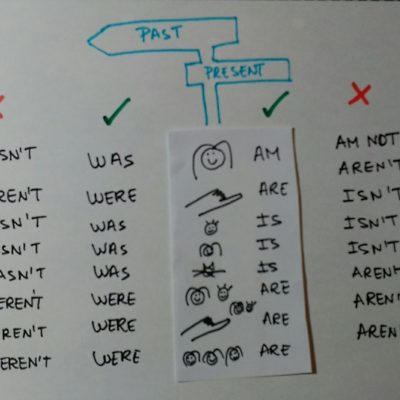 PAST
PRESENT
SN'T WAS AM AM NOT
REN'T WERE ARE AREN'T
SN'T WAS IS ISN'T
SN'T WAS IS ISN'T
ASN'T WAS IS ISN'T
EREN'T WERE ARE AREN'
REN'T WERE ARE AREN'
EREN'T WERE ARE AREN'